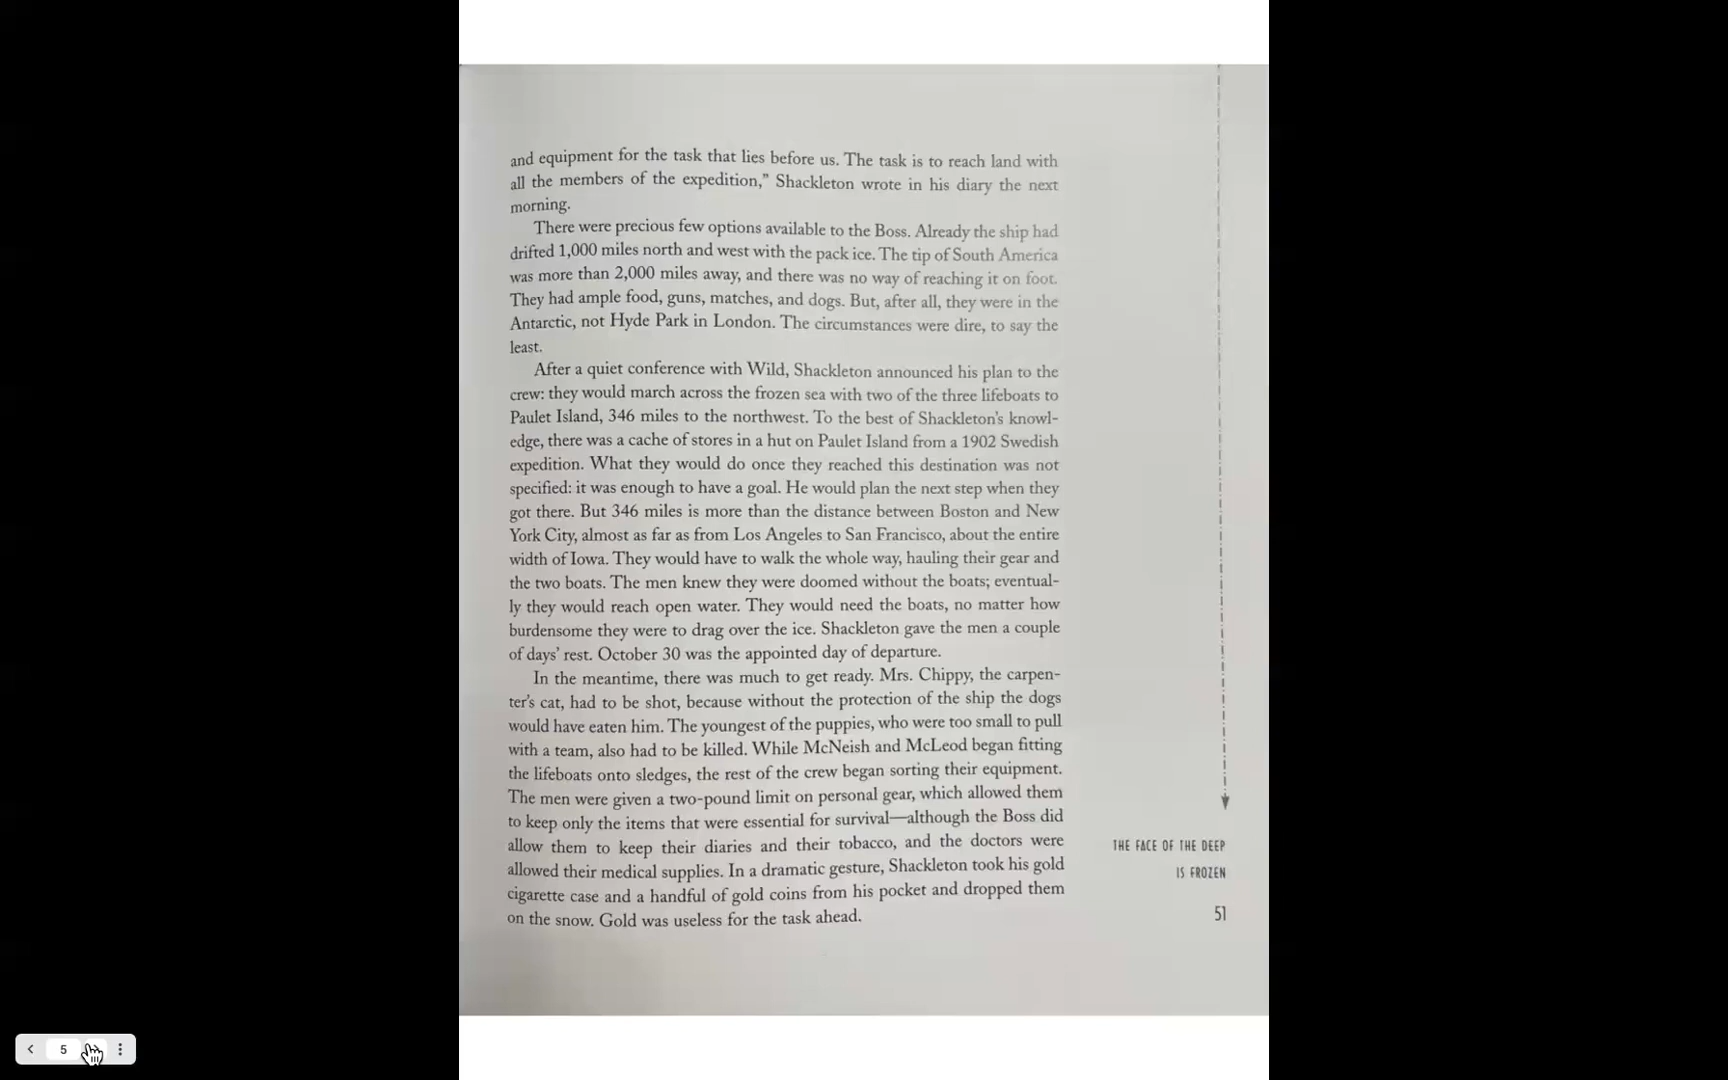 and equipment for the task that lies before us. The task is to reach land with
all the members of the expedition,” Shackleton wrote in his diary the next
morning.
There were precious few options available to the Boss. Already the ship had
drifted 1,000 miles north and west with the pack ice. The tip of South America
was more than 2,000 miles away, and there was no way of reaching it on foot.
They had ample food, guns, matches, and dogs. But, after all, they were in the
Antarctic, not Hyde Park in London. The circumstances were dire, to say the
least.
After a quiet conference with Wild, Shackleton announced his plan to the
crew: they would march across the frozen sea with two of the three lifeboats to
Paulet Island, 346 miles to the northwest. To the best of Shackleton’s knowl-
edge, there was a cache of stores in a hut on Paulet Island from a 1902 Swedish
expedition. What they would do once they reached this destination was not
specified: it was enough to have a goal. He would plan the next step when they
got there. But 346 miles is more than the distance between Boston and New
York City, almost as far as from Los Angeles to San Francisco, about the entire
width of Iowa. They would have to walk the whole way, hauling their gear and
the two boats. The men knew they were doomed without the boats; eventual-
ly they would reach open water. They would need the boats, no matter how
burdensome they were to drag over the ice. Shackleton gave the men a couple
of days’ rest. October 30 was the appointed day of departure.
In the meantime, there was much to get ready. Mrs. Chippy, the carpen-
ter’s cat, had to be shot, because without the protection of the ship the dogs
would have eaten him. The youngest of the puppies, who were too small to pull
with a team, also had to be killed. While McNeish and McLeod began fitting
the lifeboats onto sledges, the rest of the crew began sorting their equipment.
The men were given a two-pound limit on personal gear, which allowed them
to keep only the items that were essential for survival—although the Boss did
allow them to keep their diaries and their tobacco, and the doctors were
allowed their medical supplies. In a dramatic gesture, Shackleton took his gold
cigarette case and a handful of gold coins from his pocket and dropped them
on the snow. Gold was useless for the task ahead.
THE FACE OF THE DEEP
IS FROZEN
51
5